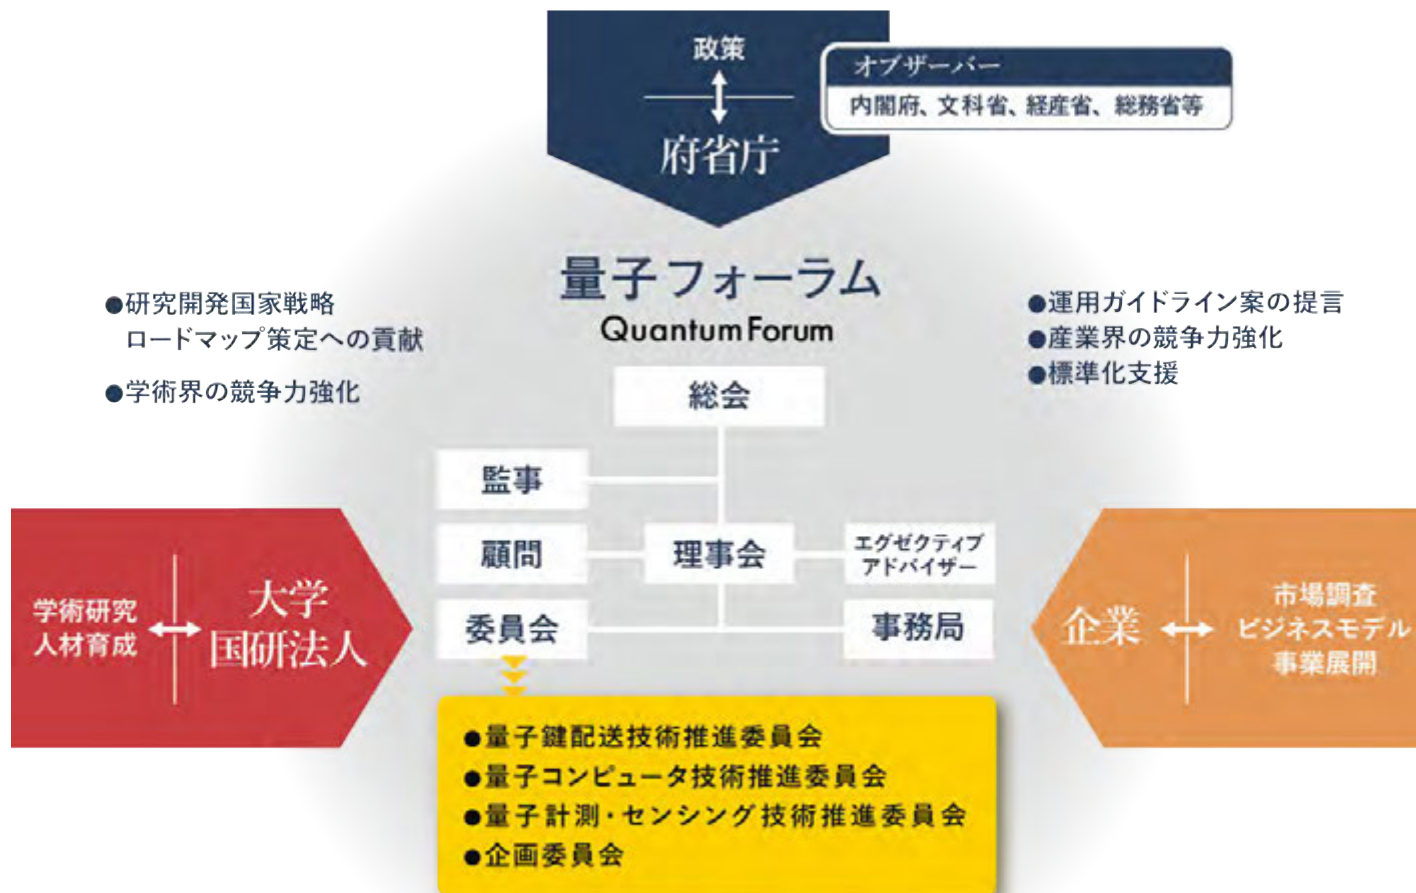 政策
府省庁
オブザーバー
内閣府、文科省、経産省、総務省等
量子フォーラム
Quantum Forum
●研究開発国家戦略
ロードマップ策定への貢献
●学術界の競争力強化
●運用ガイドライン案の提言
●産業界の競争力強化
●標準化支援
総会
監事
顧問
理事会
エグゼクティブ
アドバイザー
委員会
事務局
学術研究
人材育成
大学
国研法人
企業
市場調査
ビジネスモデル
事業展開
●量子鍵配送技術推進委員会
●量子コンピュータ技術推進委員会
●量子計測・センシング技術推進委員会
●企画委員会